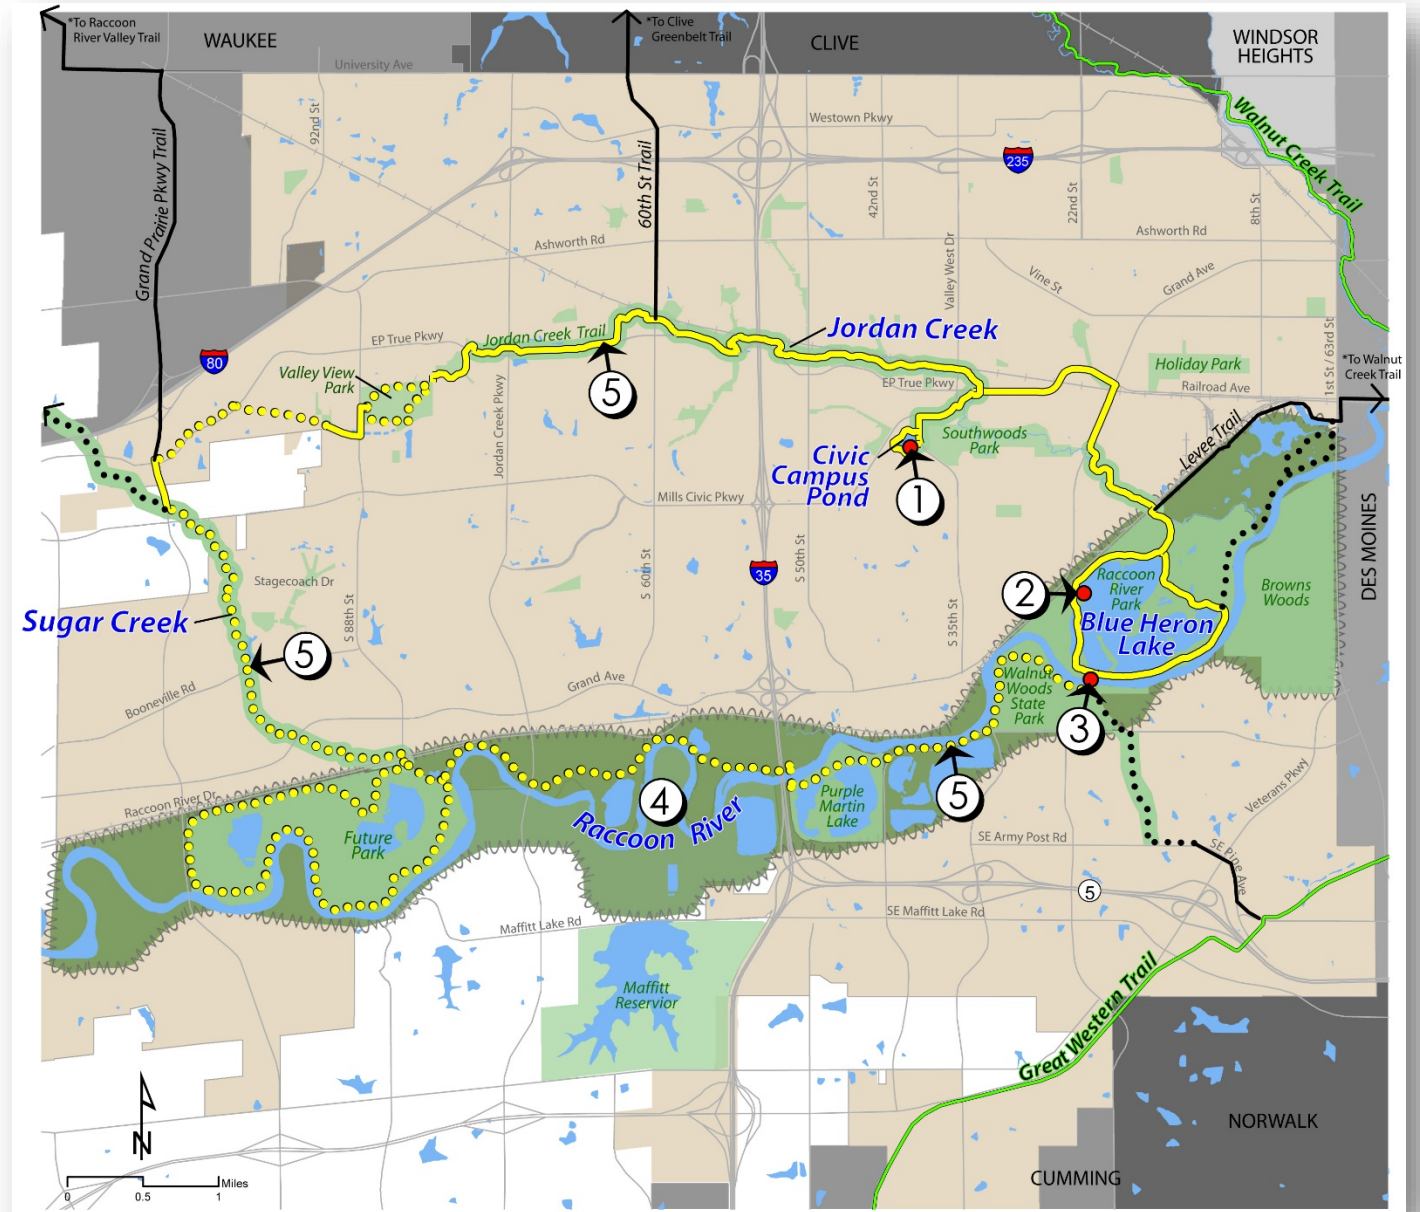 *To Raccoon
River Valley Trail
WAUKEE
*To Clive
Greenbelt Trail
CLIVE
WINDSOR
HEIGHTS
University Ave
92nd St
Westown Pkwy
Walnut Creek Trail
235
Grand Prairie Pkwy Trail
60th St Trail
42nd St
22nd St
8th St
Ashworth Rd
Ashworth Rd
Valley West Dr
Vine St
Grand Ave
EP True Pkwy
Jordan Creek Trail
Jordan Creek
80
Valley View
Park
5
EP True Pkwy
Holiday Park
Railroad Ave
1st St / 63rd St
*To Walnut
Creek Trail
Jordan Creek Pkwy
Levee Trail
Southwoods
Park
Civic
Campus
Pond
1
Mills Civic Pkwy
DES MOINES
S 60th St
S 50th St
35
Stagecoach Dr
S 88th St
S 35th St
2
Raccoon
River
Park
Blue Heron
Lake
Browns
Woods
Sugar Creek
5
Booneville Rd
Grand Ave
Walnut
Woods
State
Park
3
Raccoon River Dr
4
Raccoon River
Purple
Martin
Lake
5
Veterans Pkwy
Future
Park
SE Army Post Rd
SE Pine Ave
5
SE Maffitt Lake Rd
Maffitt Lake Rd
Maffitt
Reservior
Great Western Trail
N
NORWALK
CUMMING
Miles
0 0.5 1